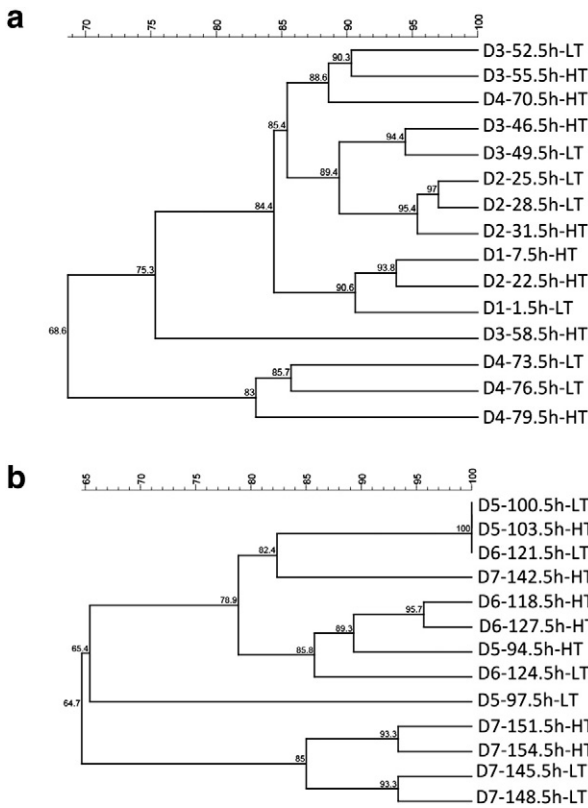 a
70 75 80 85 90 95 100
D3-52.5h-LT
90.3
D3-55.5h-HT
88.6
D4-70.5h-HT
85.4
D3-46.5h-HT
94.4
D3-49.5h-LT
89.4
D2-25.5h-LT
97
D2-28.5h-LT
84.4
95.4
D2-31.5h-HT
D1-7.5h-HT
93.8
D2-22.5h-HT
75.3
90.6
D1-1.5h-LT
68.6
D3-58.5h-HT
D4-73.5h-LT
85.7
D4-76.5h-LT
83
D4-79.5h-HT
b
65 70 75 80 85 90 95 100
D5-100.5h-LT
100
D5-103.5h-HT
D6-121.5h-LT
82.4
D7-142.5h-HT
78.9
D6-118.5h-HT
95.7
D6-127.5h-HT
89.3
D5-94.5h-HT
85.8
D6-124.5h-LT
65.4
D5-97.5h-LT
64.7
D7-151.5h-HT
93.3
D7-154.5h-HT
85
D7-145.5h-LT
93.3
D7-148.5h-LT